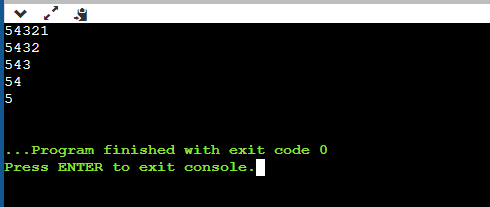 54321
5432
543
54
5
...Program finished with exit code 0
Press ENTER to exit console.